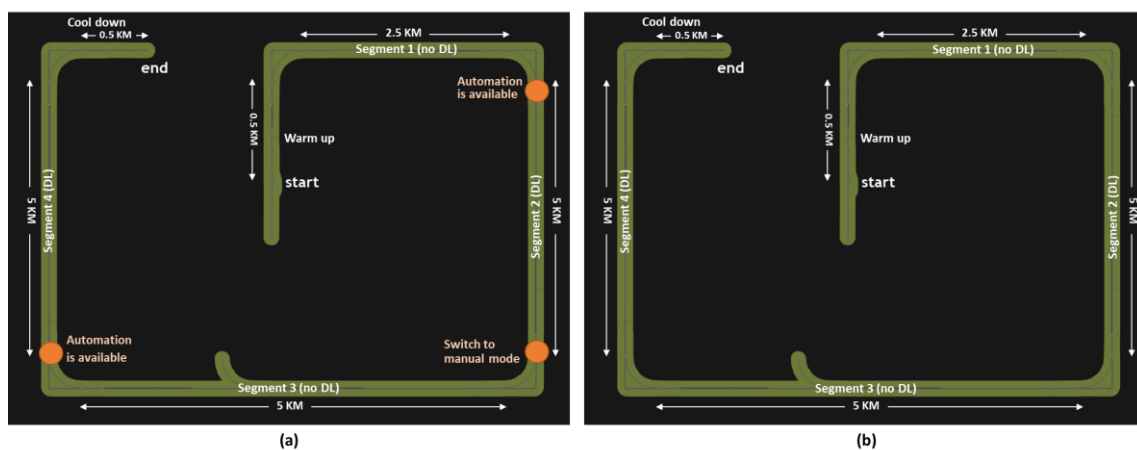 Cool down
0.5 KM
end
2.5 KM
Segment 1 (no DL)
Automation
is available
0.5 KM
Warm up
start
5 KM
Segment 4 (DL)
Segment 2 (DL)
5 KM
Automation
is available
Switch to
manual mode
Segment 3 (no DL)
5 KM
(a)
Cool down
0.5 KM
end
2.5 KM
Segment 1 (no DL)
0.5 KM
Warm up
start
5 KM
Segment 4 (DL)
Segment 2 (DL)
5 KM
Segment 3 (no DL)
5 KM
(b)